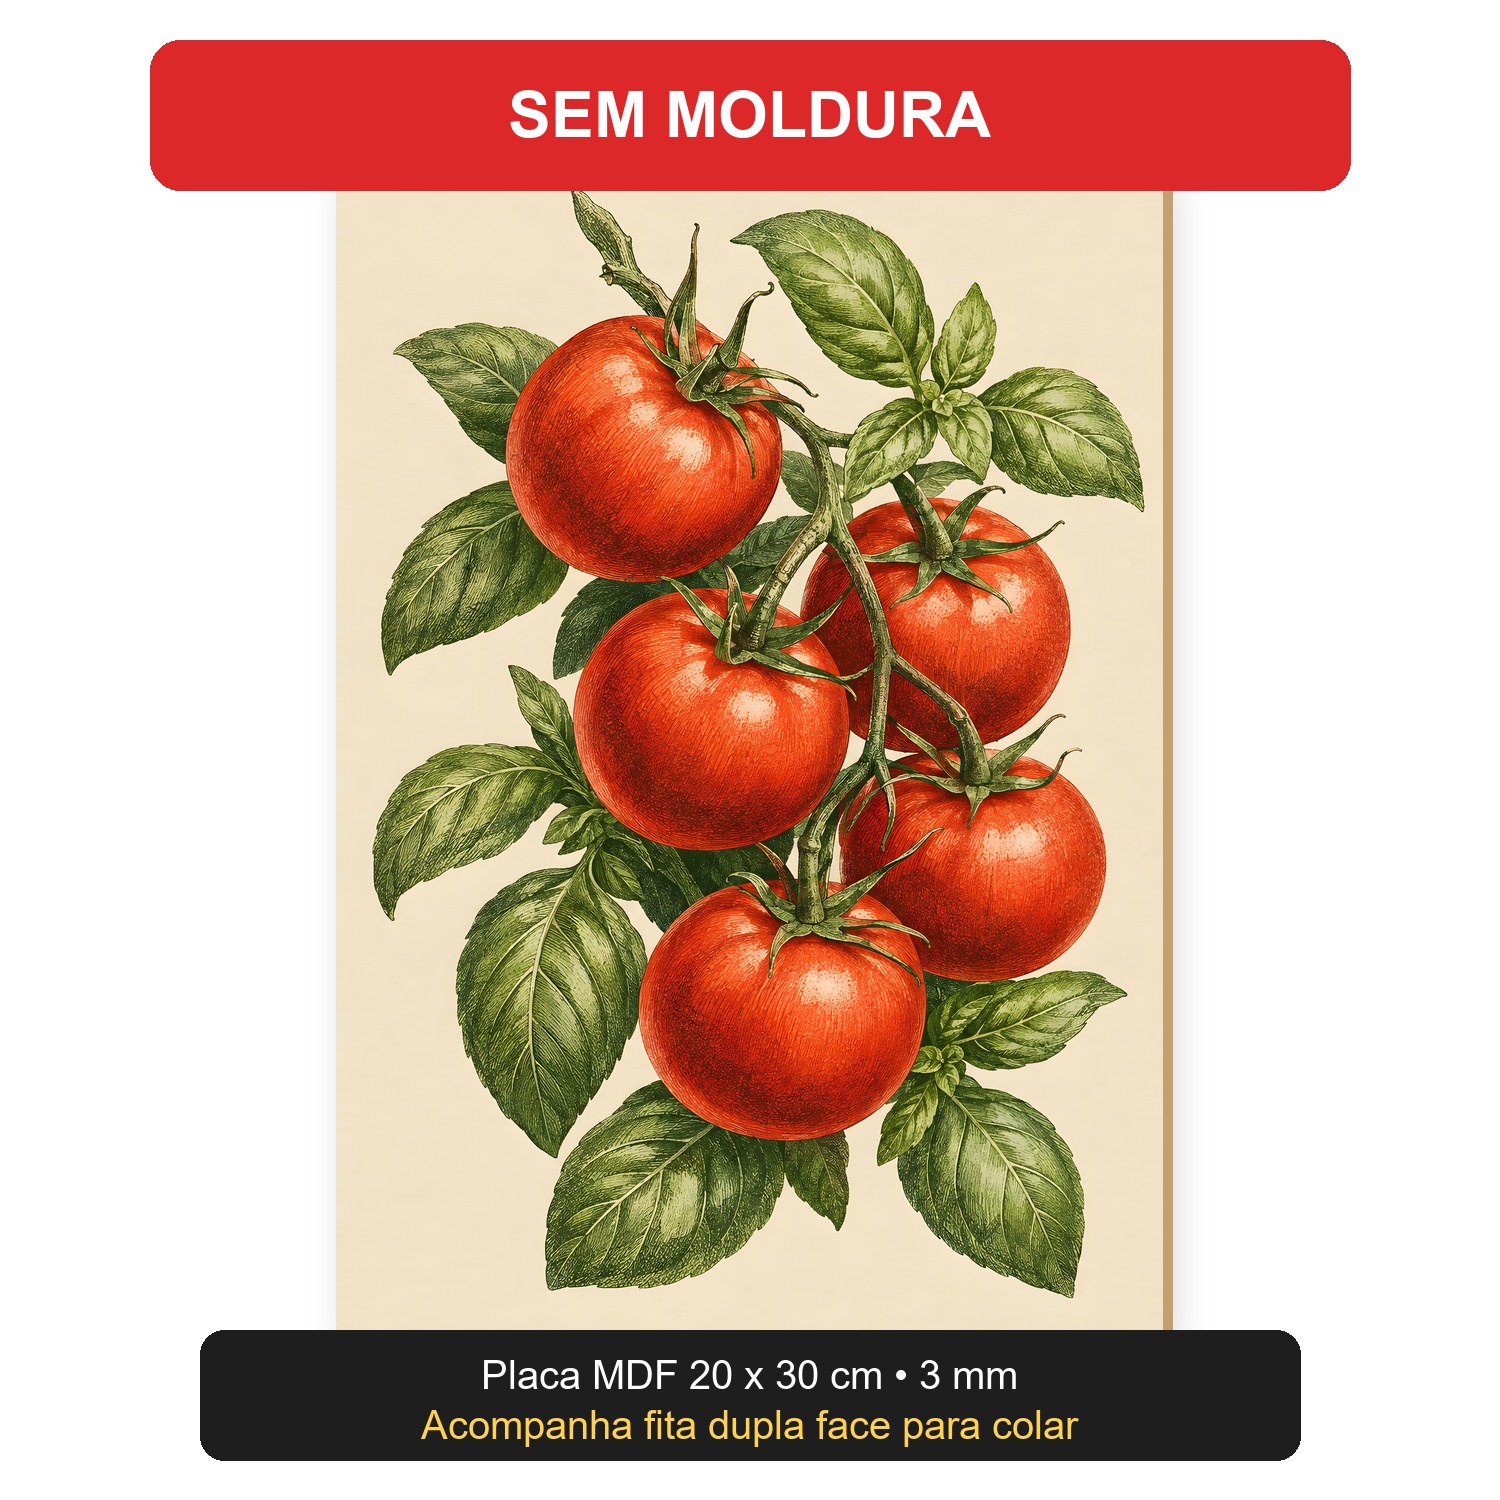 SEM MOLDURA
Placa MDF 20 x 30 cm • 3 mm
Acompanha fita dupla face para colar